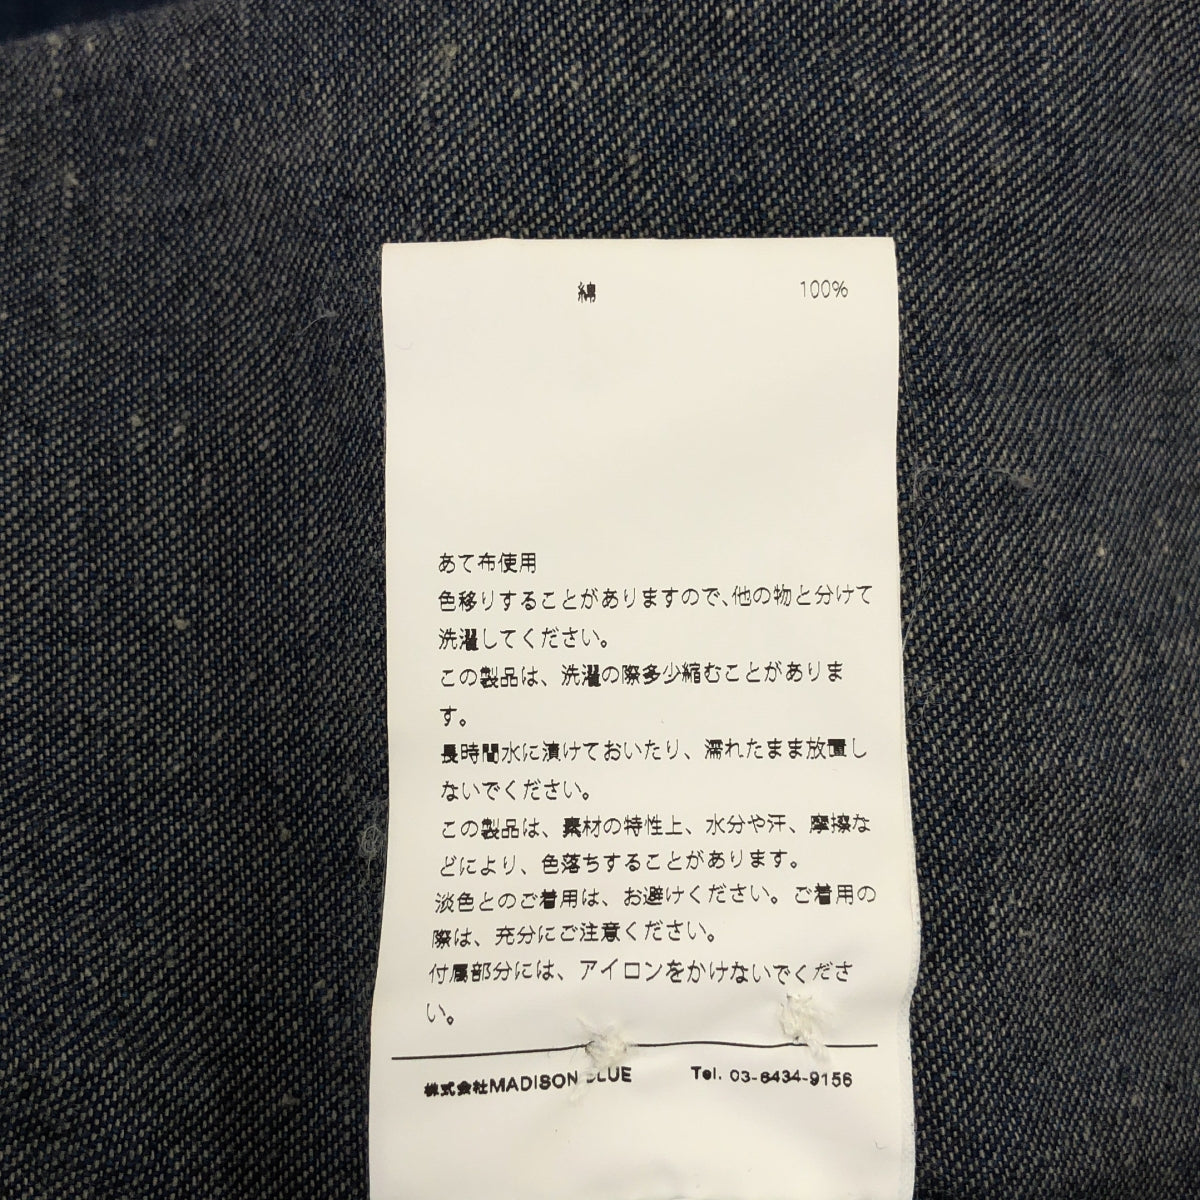 綿 100%
あて布使用
色移りすることがありますので､他の物と分けて
洗濯してください。
この製品は、洗濯の際多少縮むことがありま
す。
長時間水に漬けておいたり、濡れたまま放置し
ないでください。
この製品は、素材の特性上、水分や汗、摩擦な
どにより、色落ちすることがあります。
淡色とのご着用は、お避けください。ご着用の
際は、充分にご注意ください。
付属部分には、アイロンをかけないでくださ
い。
株式会社MADISON BLUE Tel. 03-6434-9156